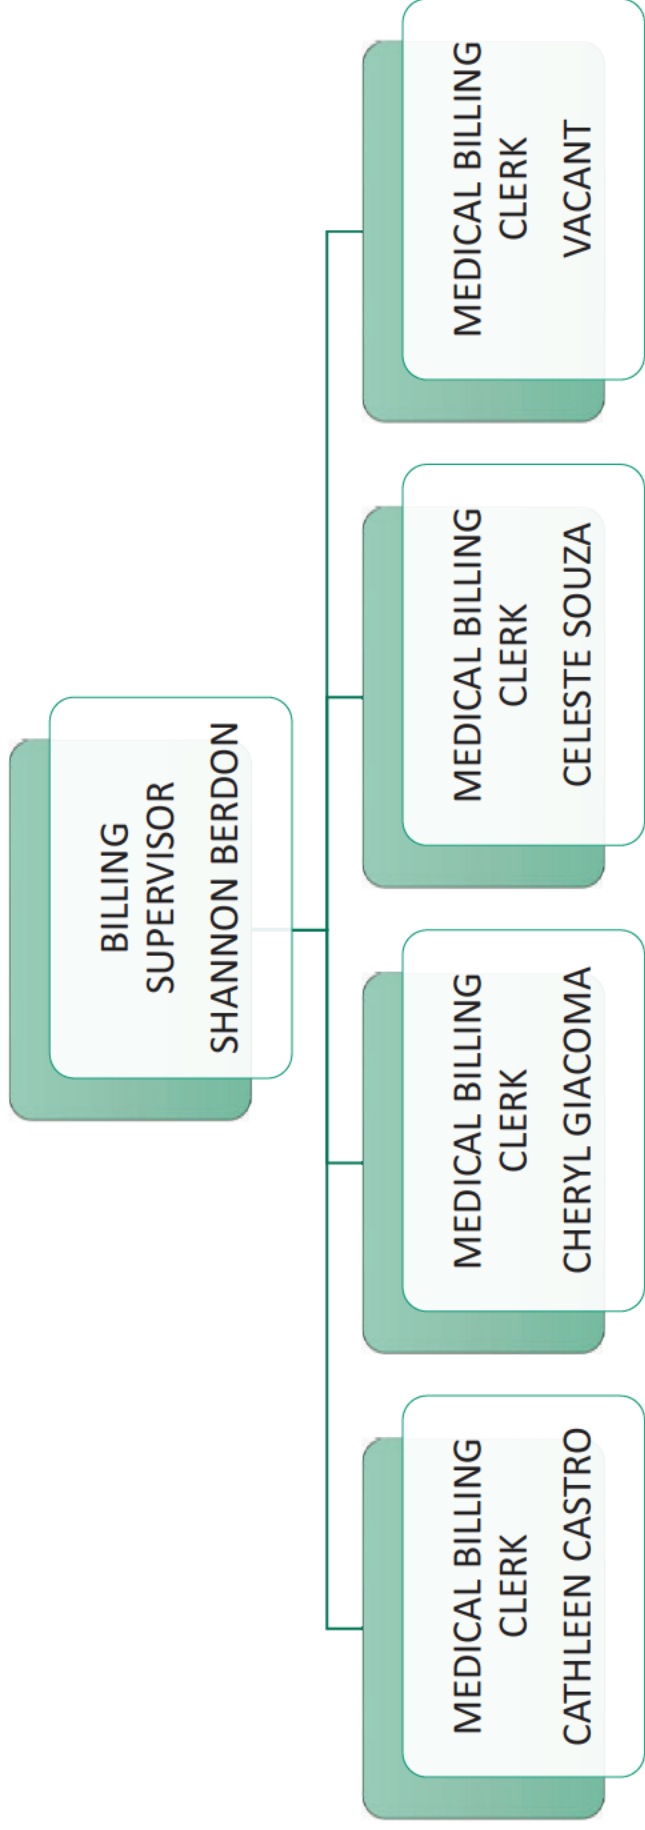 BILLING
SUPERVISOR
SHANNON BERDON
MEDICAL BILLING
CLERK
CATHLEEN CASTRO
MEDICAL BILLING
CLERK
CHERYL GIACOMA
MEDICAL BILLING
CLERK
CELESTE SOUZA
MEDICAL BILLING
CLERK
VACANT